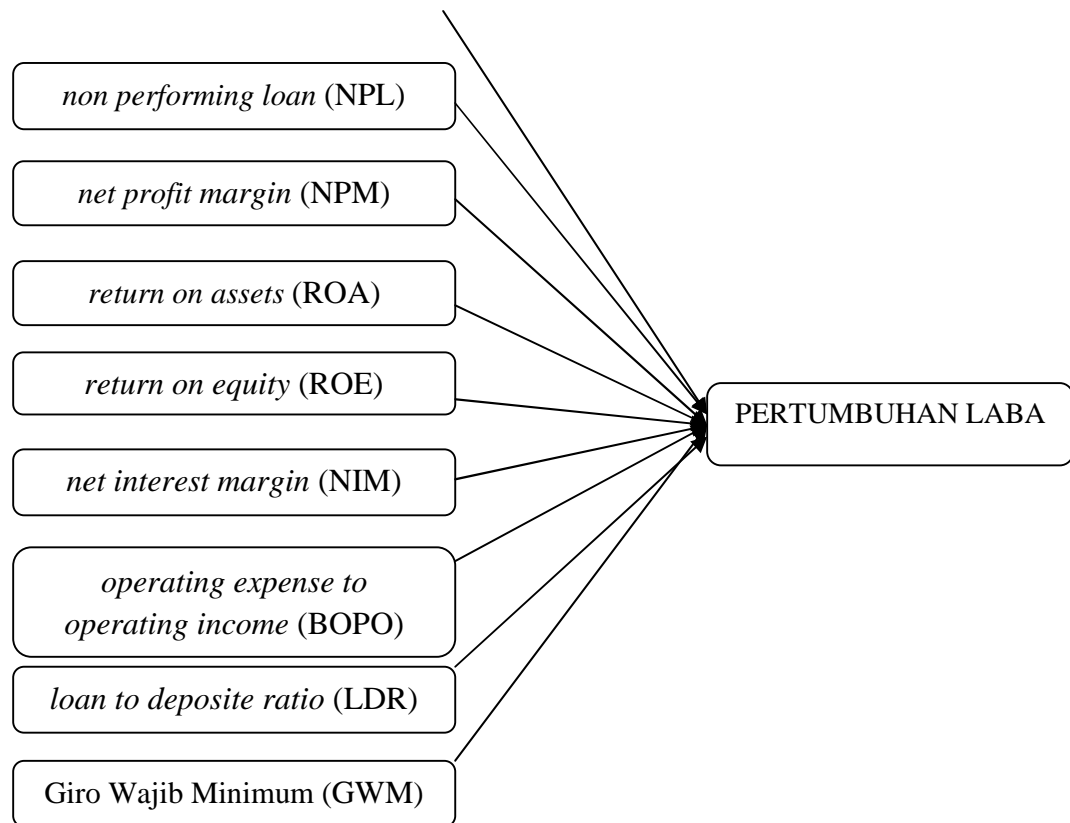 non performing loan (NPL)
net profit margin (NPM)
return on assets (ROA)
return on equity (ROE)
PERTUMBUHAN LABA
net interest margin (NIM)
operating expense to
operating income (BOPO)
loan to deposite ratio (LDR)
Giro Wajib Minimum (GWM)